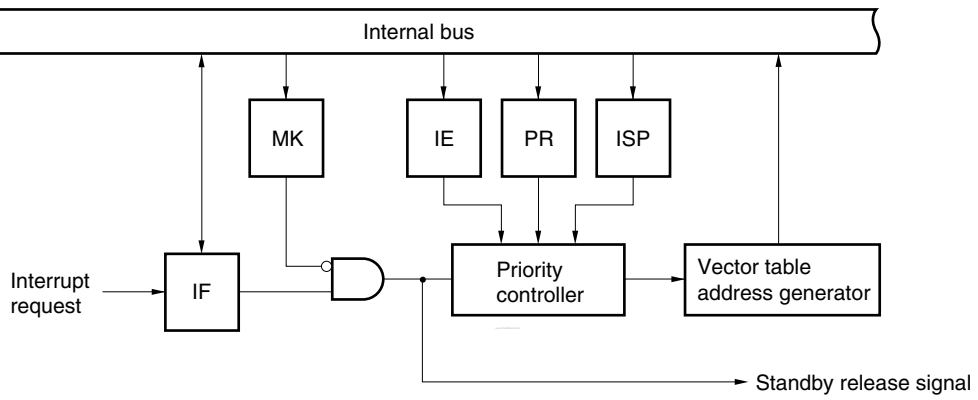 Internal bus
MK
IE
PR
ISP
Interrupt
request
IF
Priority
controller
Vector table
address generator
Standby release signal